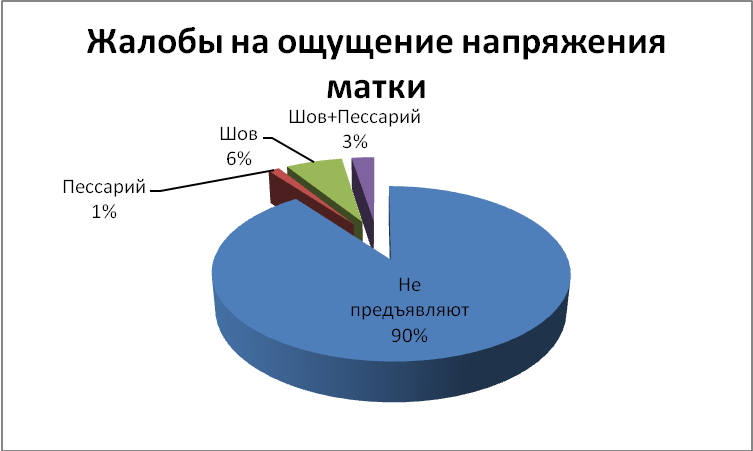 Жалобы на ощущение напряжения
матки
Шов+Пессарий
3%
Шов
6%
Пессарий
1%
Не
предъявляют
90%